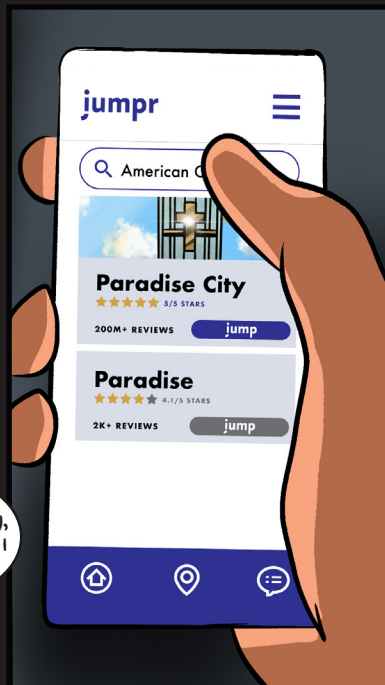 jumpr
American
Paradise City
5/5 STARS
200M+ REVIEWS
jump
Paradise
4.1/5 STARS
2K+ REVIEWS
jump